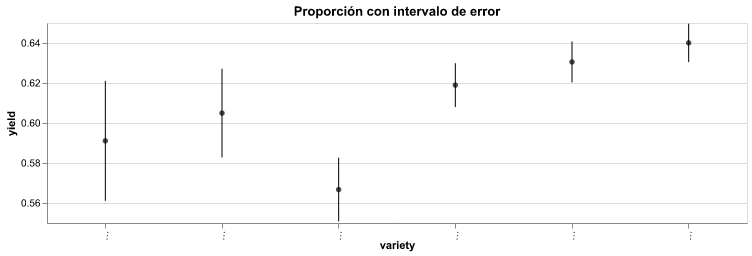 Proporción con intervalo de error
yield
0.64
0.62
0.60
0.58
0.56
… … … … … …
variety